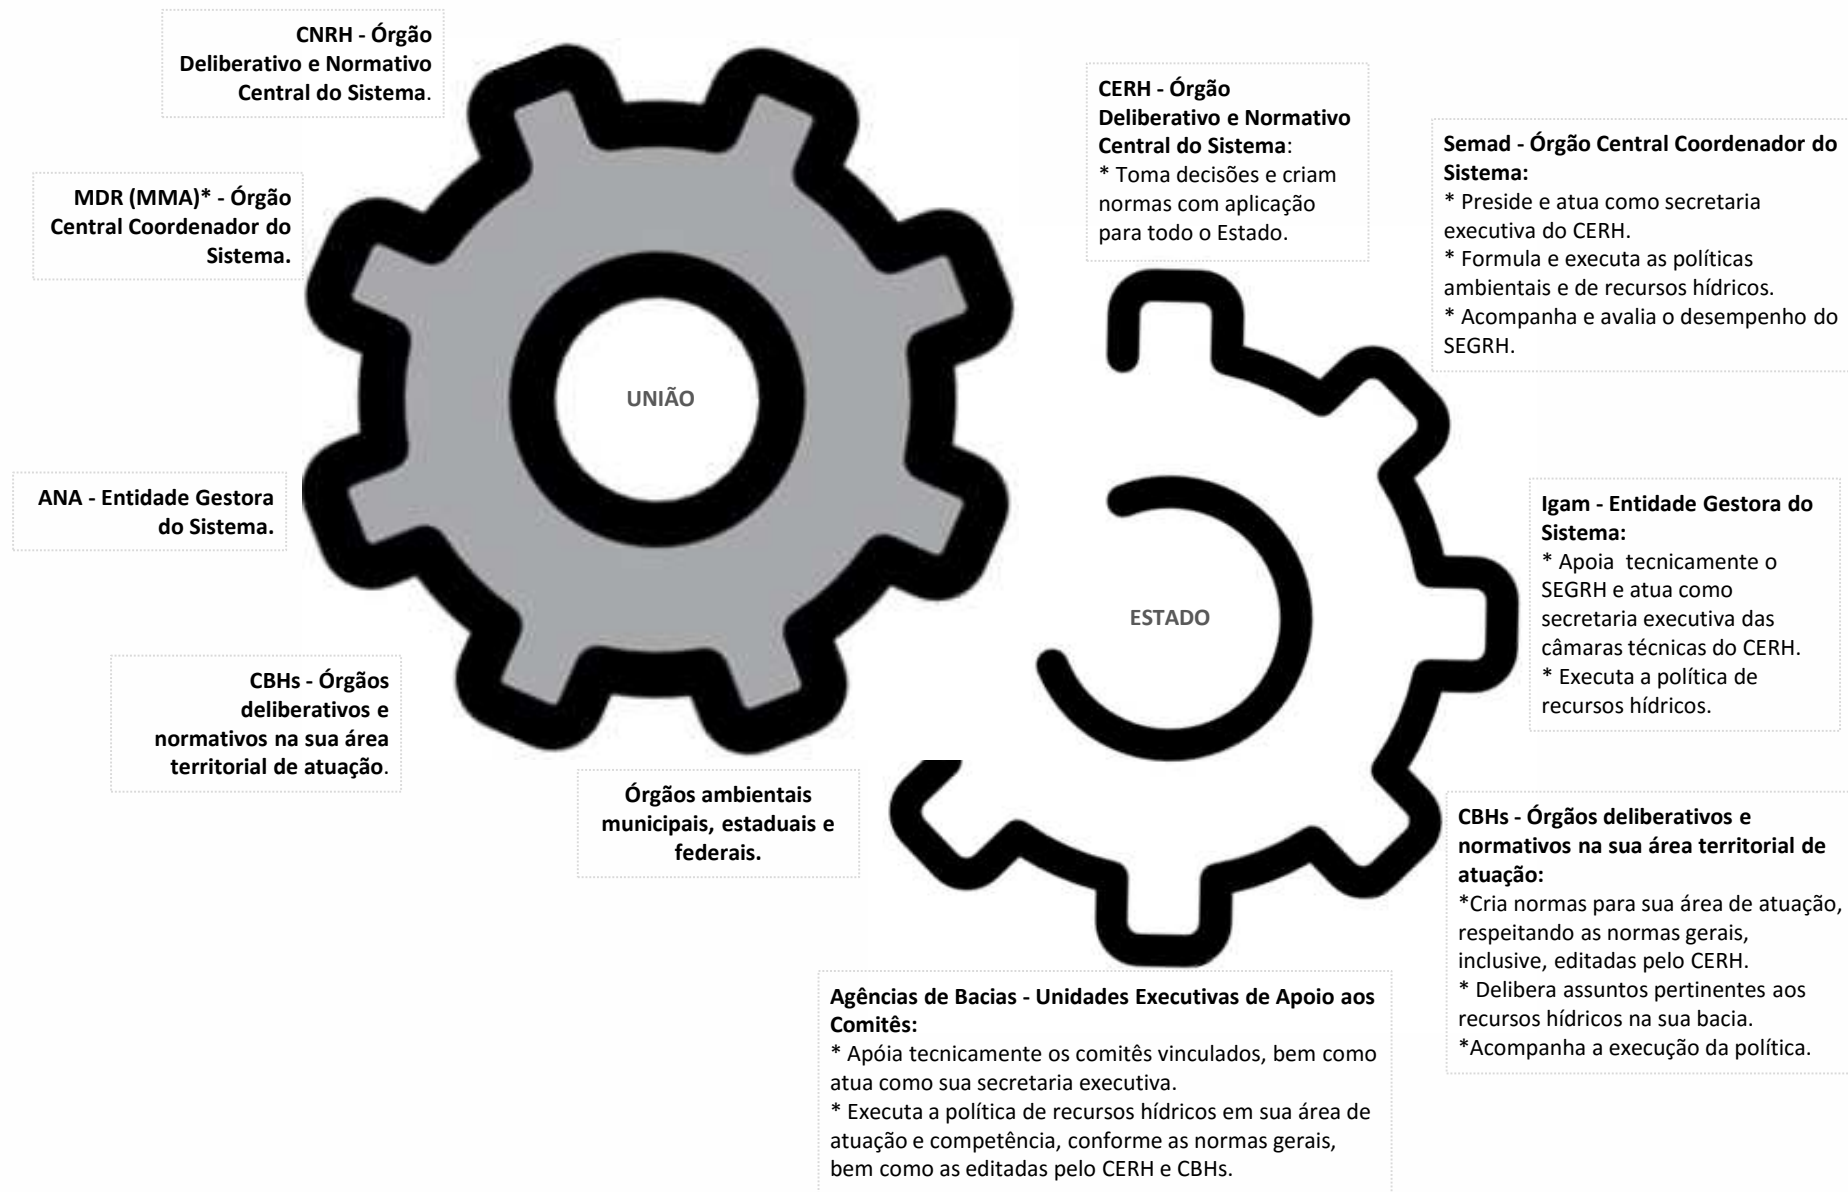 CNRH - Órgão
Deliberativo e Normativo
Central do Sistema.
MDR (MMA)* - Órgão
Central Coordenador do
Sistema.
ANA - Entidade Gestora
do Sistema.
CBHs - Órgãos
deliberativos e
normativos na sua área
territorial de atuação.
UNIÃO
Órgãos ambientais
municipais, estaduais e
federais.
CERH - Órgão
Deliberativo e Normativo
Central do Sistema:
* Toma decisões e criam
normas com aplicação
para todo o Estado.
Semad - Órgão Central Coordenador do
Sistema:
* Preside e atua como secretaria
executiva do CERH.
* Formula e executa as políticas
ambientais e de recursos hídricos.
* Acompanha e avalia o desempenho do
SEGRH.
ESTADO
Igam - Entidade Gestora do
Sistema:
* Apoia  tecnicamente o
SEGRH e atua como
secretaria executiva das
câmaras técnicas do CERH.
* Executa a política de
recursos hídricos.
CBHs - Órgãos deliberativos e
normativos na sua área territorial de
atuação:
*Cria normas para sua área de atuação,
respeitando as normas gerais,
inclusive, editadas pelo CERH.
* Delibera assuntos pertinentes aos
recursos hídricos na sua bacia.
*Acompanha a execução da política.
Agências de Bacias - Unidades Executivas de Apoio aos
Comitês:
* Apóia tecnicamente os comitês vinculados, bem como
atua como sua secretaria executiva.
* Executa a política de recursos hídricos em sua área de
atuação e competência, conforme as normas gerais,
bem como as editadas pelo CERH e CBHs.